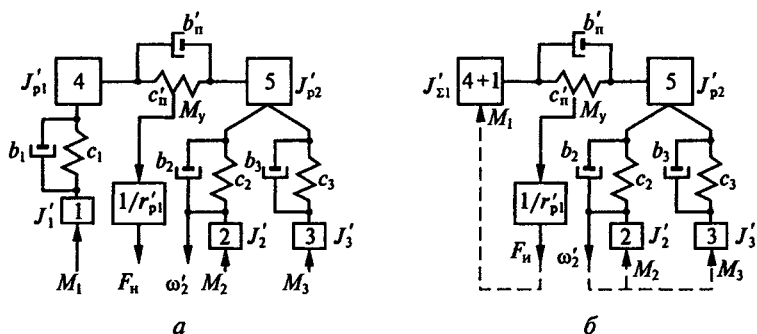 b'п
J'р1 4 c'п Mу 5 J'р2
b1 c1 b2 c2 b3 c3
J'1 1 1/r'р1 2 J'2 3 J'3
M1 Fи ω'2 M2 M3
а
b'п
J'Σ1 4+1 c'п Mу 5 J'р2
M1
b2 c2 b3 c3
1/r'р1 2 J'2 3 J'3
Fи ω'2 M2 M3
б